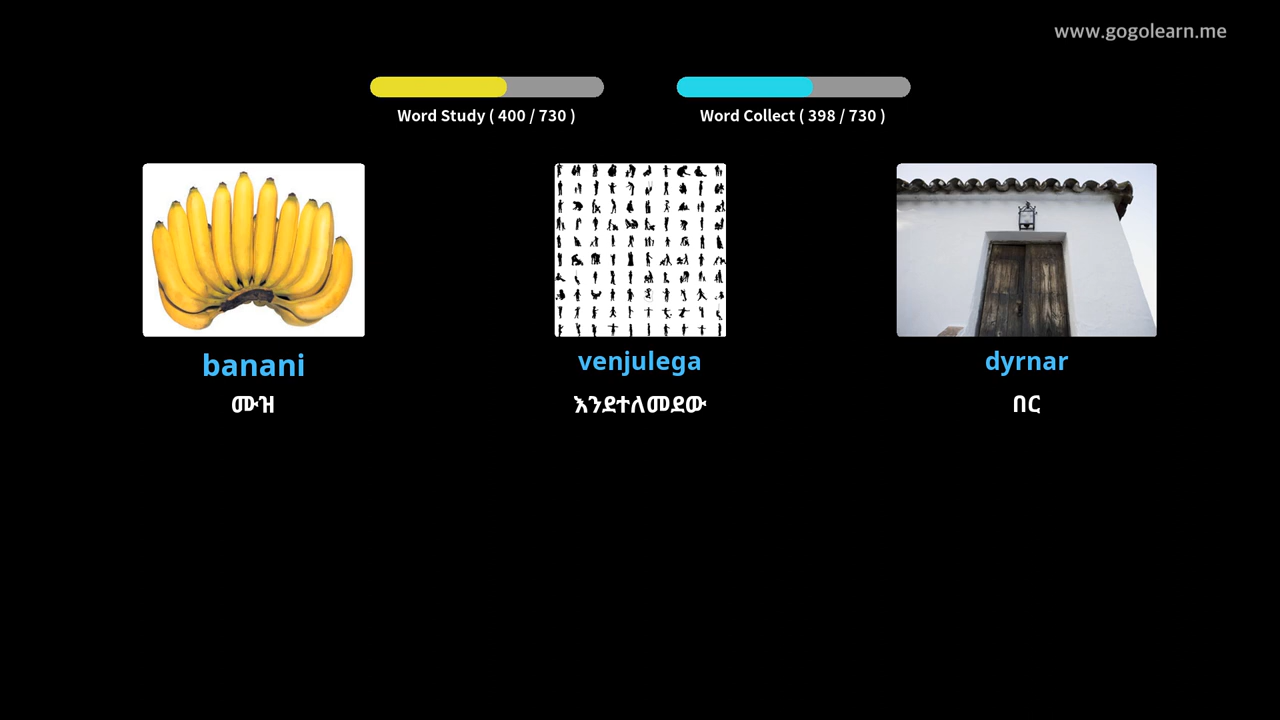 www.gogolearn.me
Word Study ( 400 / 730 )
Word Collect ( 398 / 730 )
banani
venjulega
dyrnar
ሙዝ
እንደተለመደው
በር